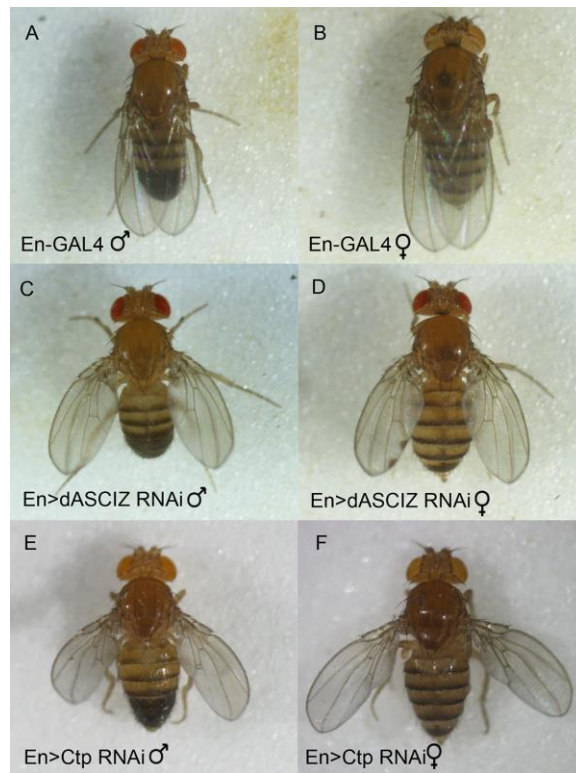 A
B
En-GAL4 ♂
En-GAL4 ♀
C
D
En>dASCIZ RNAi ♂
En>dASCIZ RNAi ♀
E
F
En>Ctp RNAi ♂
En>Ctp RNAi ♀